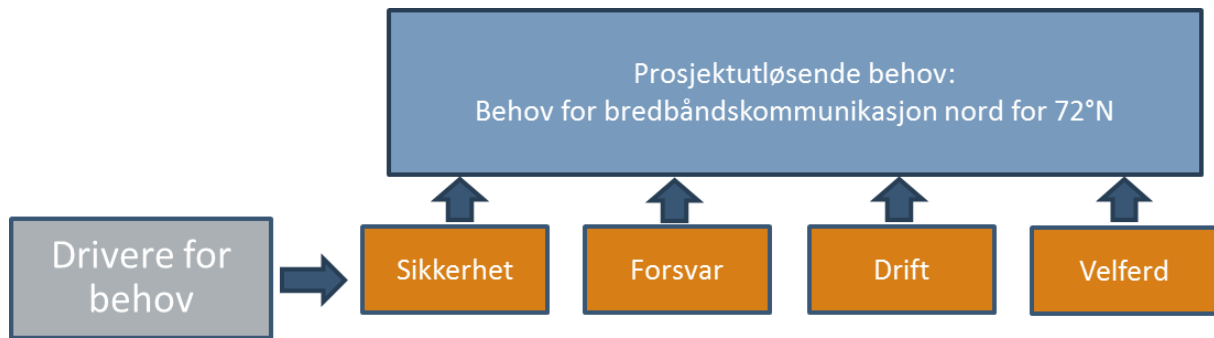 Prosjektutløsende behov:
Behov for bredbåndskommunikasjon nord for 72°N
Drivere for
behov
Sikkerhet
Forsvar
Drift
Velferd